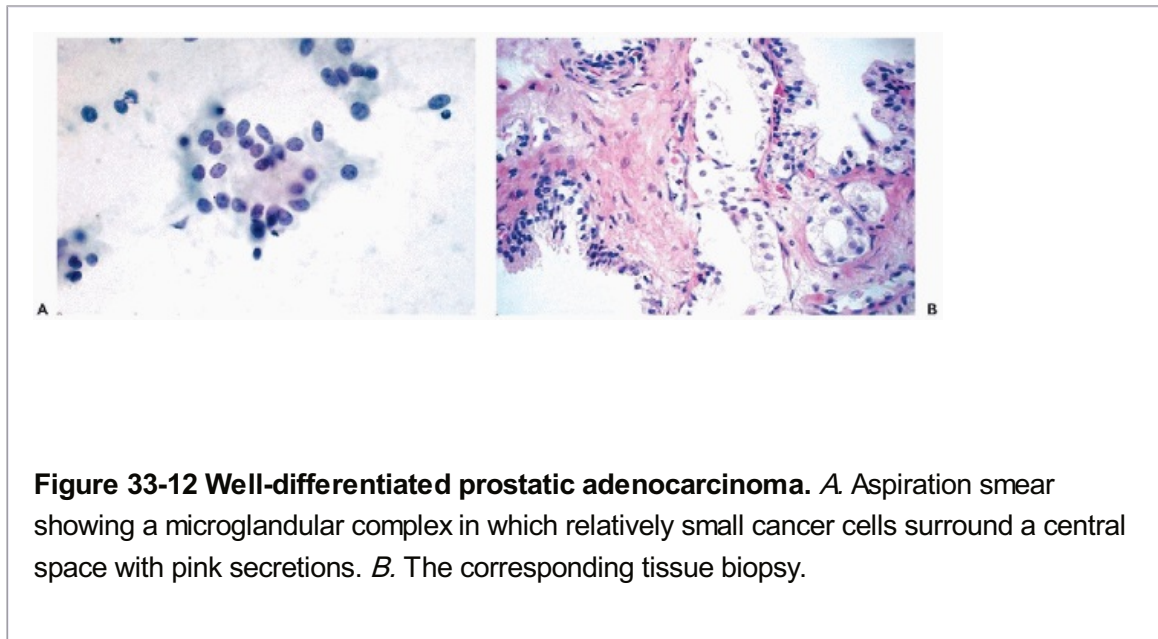 A
B
Figure 33-12 Well-differentiated prostatic adenocarcinoma. A. Aspiration smear
showing a microglandular complex in which relatively small cancer cells surround a central
space with pink secretions. B. The corresponding tissue biopsy.